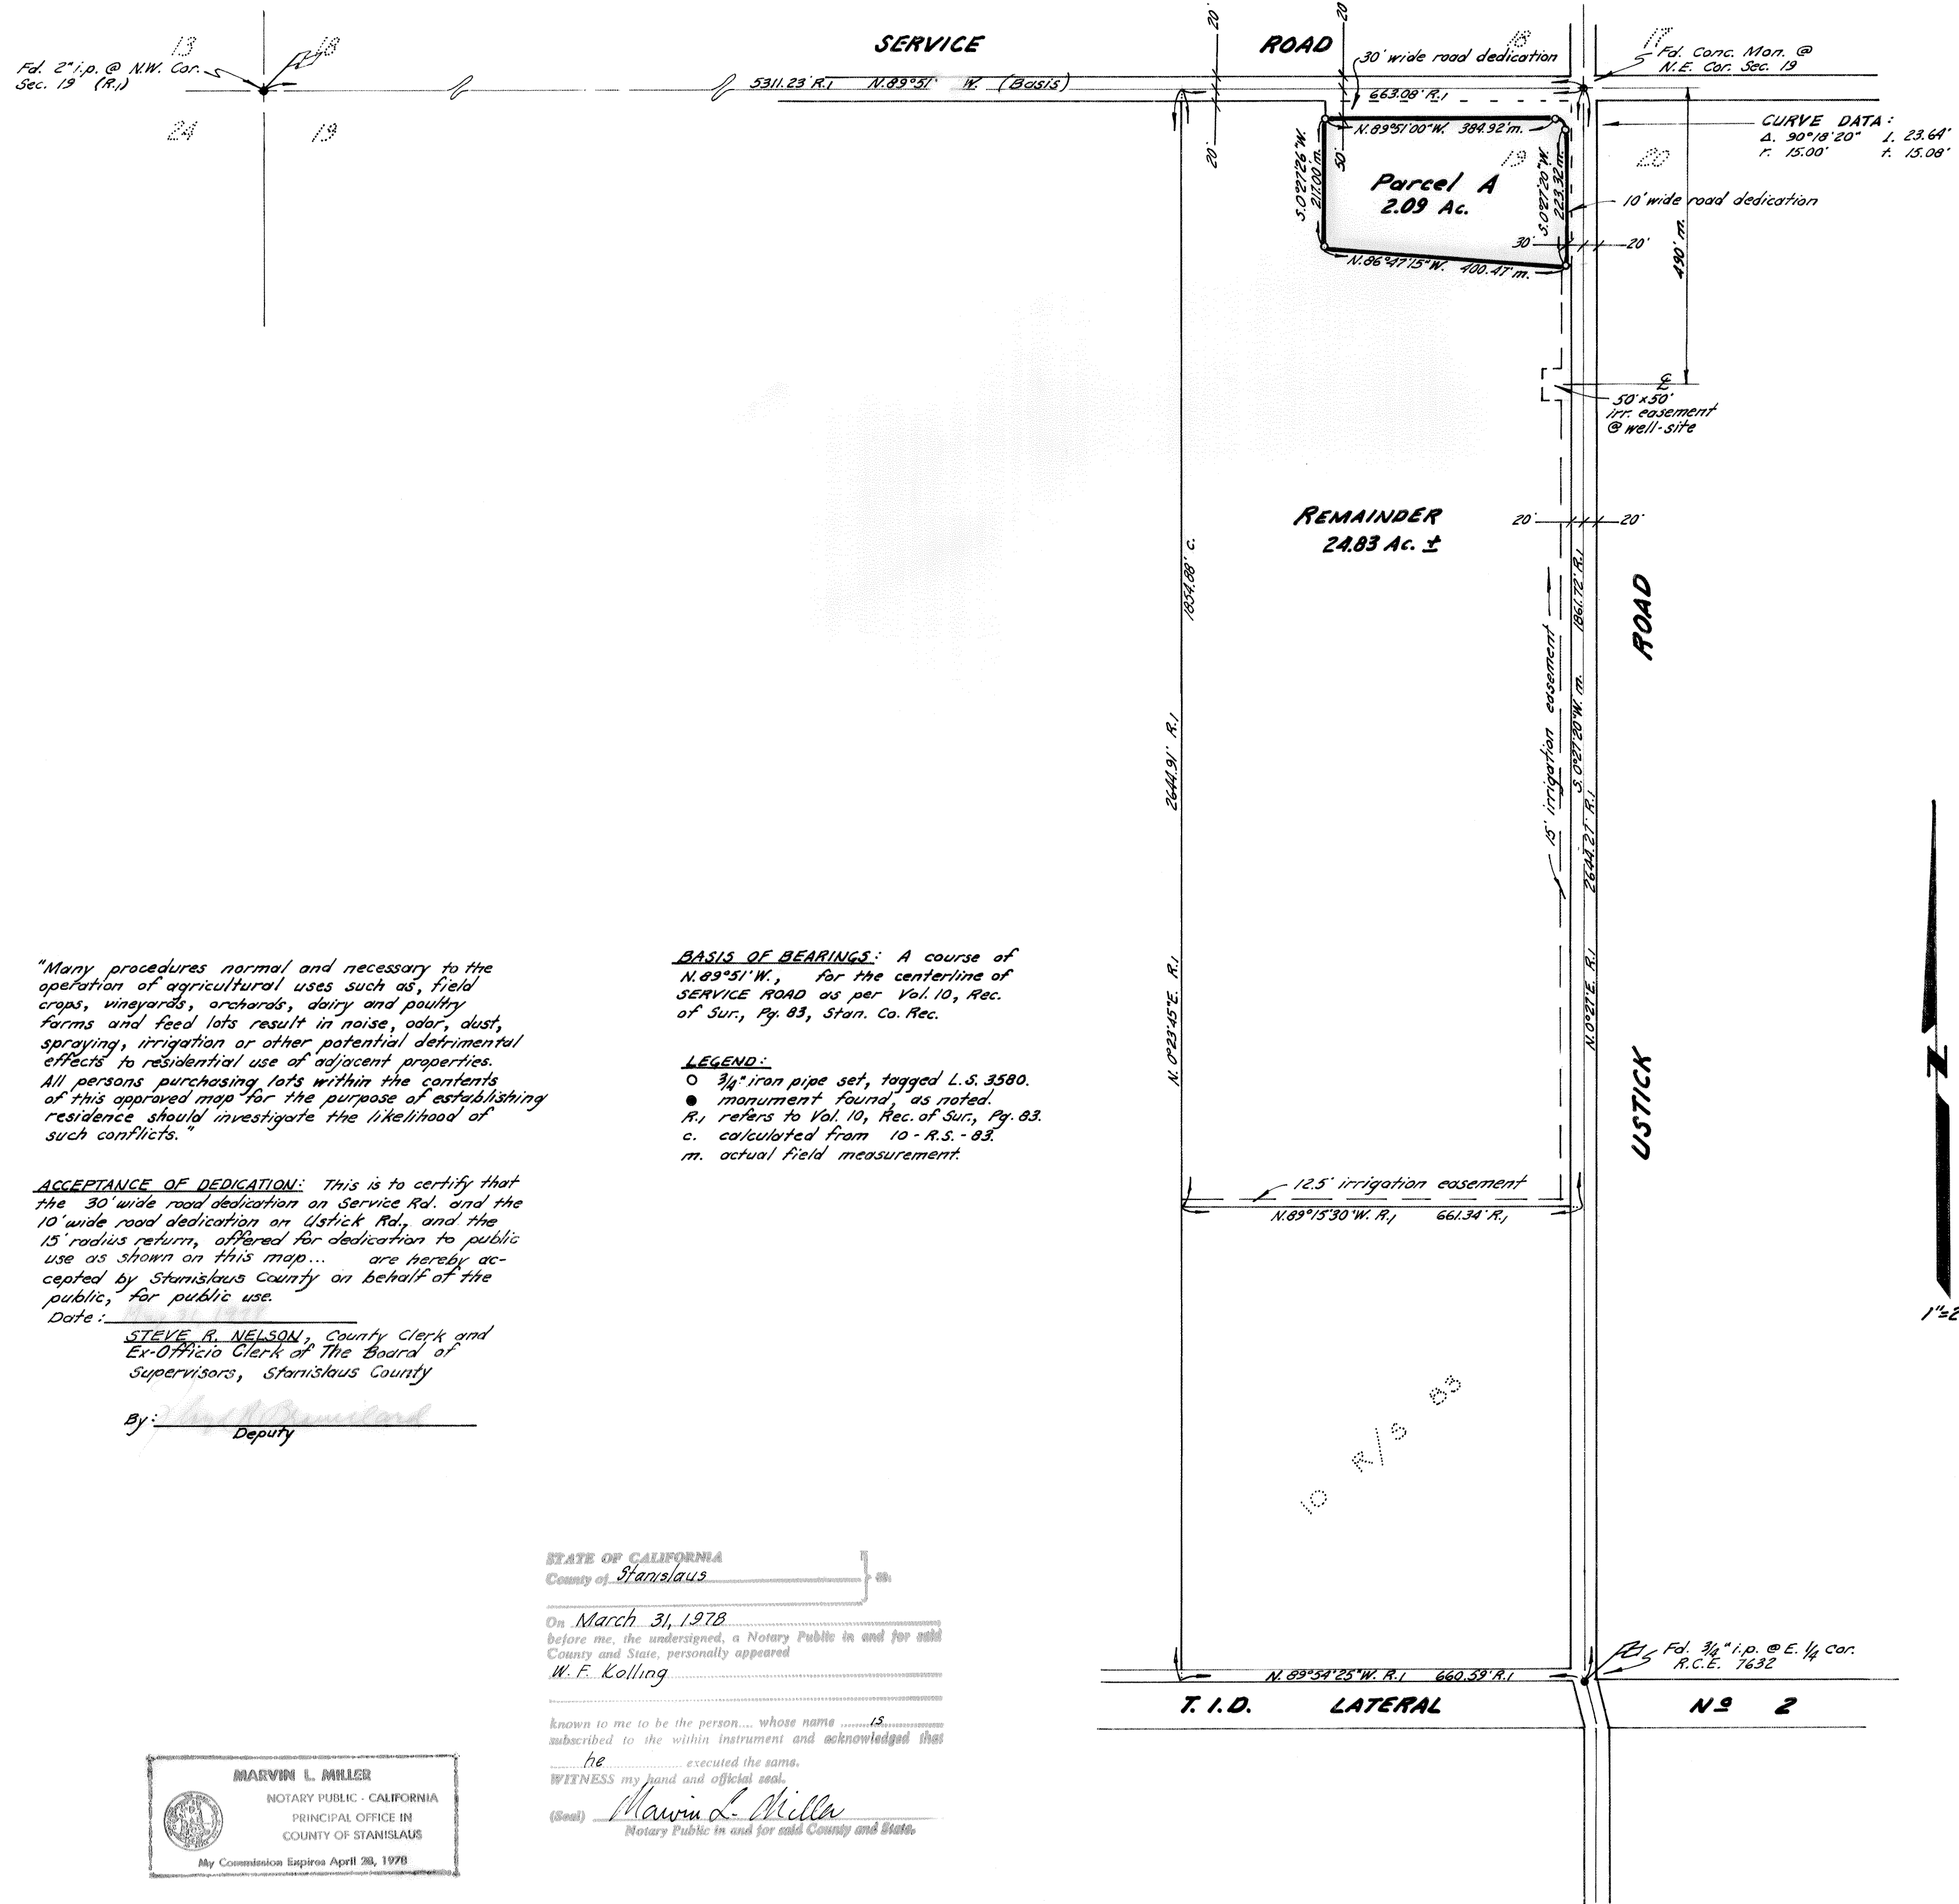 SERVICE ROAD
13
18
Fd. 2" i.p. @ N.W. Cor.
Sec. 19 (R.1)
24
19
5311.23' R.1 N.89°51' W. (Basis)
20'
20'
20'
50'
30' wide road dedication
18
17
Fd. Conc. Mon. @
N.E. Cor. Sec. 19
663.08' R.1
N.89°51'00"W. 384.92'm.
CURVE DATA:
Δ. 90°18'20" l. 23.64'
r. 15.00' t. 15.08'
S.0°27'26"W.
217.00'm.
19
20
Parcel A
2.09 Ac.
S.0°27'20"W.
223.32'm.
10' wide road dedication
30'
20'
N.86°47'15"W. 400.47'm.
490' m.
℄
50'x50'
irr. easement
@ well-site
REMAINDER
24.83 Ac. ±
20'
20'
1854.88' c.
2644.91' R.1
N.0°23'45"E. R.1
15' irrigation easement
S.0°27'20"W. m. 1861.72' R.1
N.0°27'E. R.1 2644.27' R.1
USTICK ROAD
N
1"=2
"Many procedures normal and necessary to the
operation of agricultural uses such as, field
crops, vineyards, orchards, dairy and poultry
farms and feed lots result in noise, odor, dust,
spraying, irrigation or other potential detrimental
effects to residential use of adjacent properties.
All persons purchasing lots within the contents
of this approved map for the purpose of establishing
residence should investigate the likelihood of
such conflicts."
BASIS OF BEARINGS: A course of
N.89°51'W., for the centerline of
SERVICE ROAD as per Vol. 10, Rec.
of Sur., Pg. 83, Stan. Co. Rec.
LEGEND:
3/4" iron pipe set, tagged L.S. 3580.
monument found, as noted.
R.1 refers to Vol. 10, Rec. of Sur., Pg. 83.
c. calculated from 10-R.S.-83.
m. actual field measurement.
ACCEPTANCE OF DEDICATION: This is to certify that
the 30' wide road dedication on Service Rd. and the
10' wide road dedication on Ustick Rd., and the
15' radius return, offered for dedication to public
use as shown on this map... are hereby ac-
cepted by Stanislaus County on behalf of the
public, for public use.
Date: May 31, 1978
STEVE R. NELSON, County Clerk and
Ex-Officio Clerk of The Board of
Supervisors, Stanislaus County
By:
Deputy
12.5' irrigation easement
N.89°15'30"W. R.1 661.34' R.1
10 R/S 83
STATE OF CALIFORNIA
County of Stanislaus } ss.
On March 31, 1978
before me, the undersigned, a Notary Public in and for said
County and State, personally appeared
W. F. Kolling
known to me to be the person.... whose name is
subscribed to the within instrument and acknowledged that
he executed the same.
WITNESS my hand and official seal.
(Seal) Marvin L. Miller
Notary Public in and for said County and State.
MARVIN L. MILLER
NOTARY PUBLIC - CALIFORNIA
PRINCIPAL OFFICE IN
COUNTY OF STANISLAUS
My Commission Expires April 28, 1978
Fd. 3/4" i.p. @ E. 1/4 cor.
R.C.E. 7632
N.89°54'25"W. R.1 660.59' R.1
T.I.D. LATERAL Nº 2